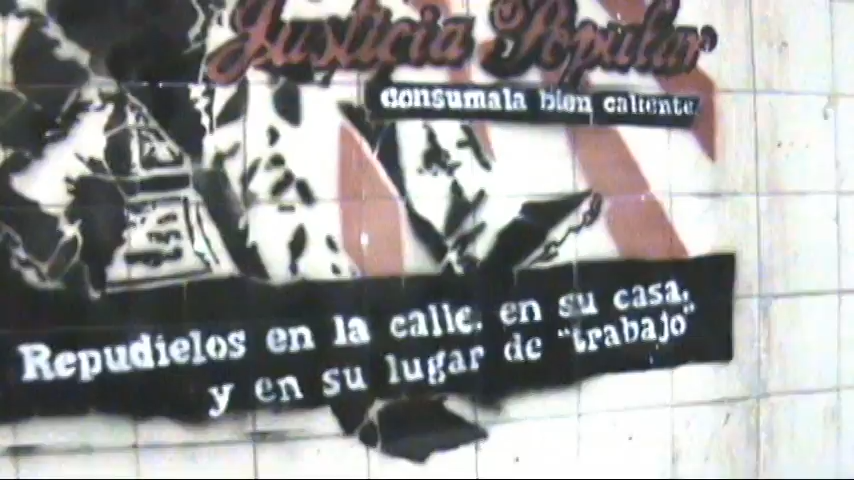 Justicia Popular
consumala bien caliente
Repudielos en la calle, en su casa,
y en su lugar de "trabajo"